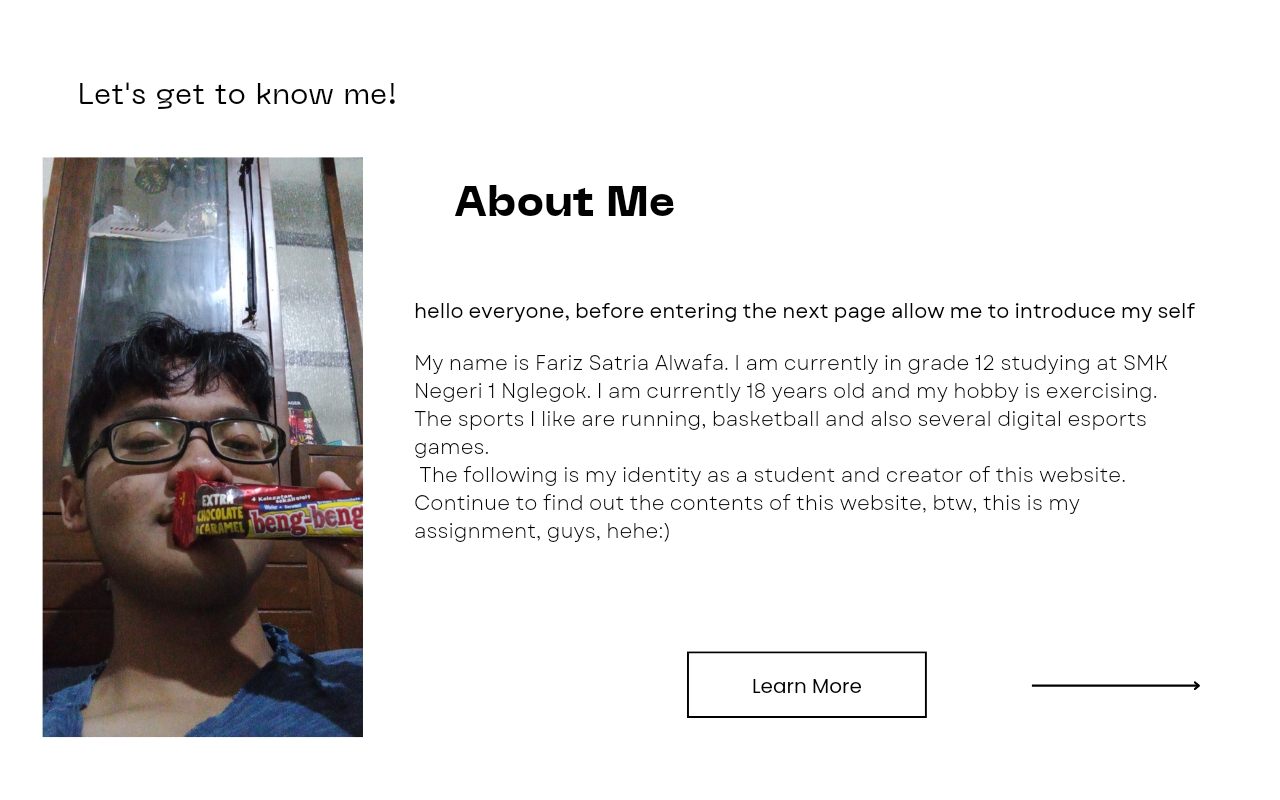 Let's get to know me!
About Me
hello everyone, before entering the next page allow me to introduce my self
My name is Fariz Satria Alwafa. I am currently in grade 12 studying at SMK
Negeri 1 Nglegok. I am currently 18 years old and my hobby is exercising.
The sports I like are running, basketball and also several digital esports
games.
The following is my identity as a student and creator of this website.
Continue to find out the contents of this website, btw, this is my
assignment, guys, hehe:)
EXTRA
CHOCOLATE
&CARAMEL
4 Kelezatan
sekaligus!
beng-beng
Learn More